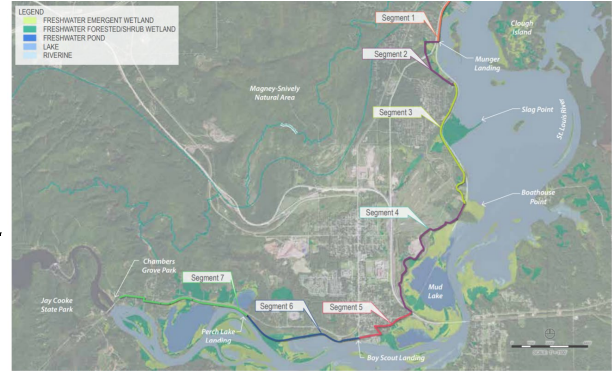 LEGEND
FRESHWATER EMERGENT WETLAND
FRESHWATER FORESTED/SHRUB WETLAND
FRESHWATER POND
LAKE
RIVERINE
Segment 1
Clough
Island
Segment 2
Munger
Landing
Magney-Snively
Natural Area
Segment 3
Slag Point
St. Louis River
Boathouse
Point
Segment 4
Chambers
Grove Park
Segment 7
Mud
Lake
Jay Cooke
State Park
Segment 6
Segment 5
Perch Lake
Landing
Boy Scout Landing